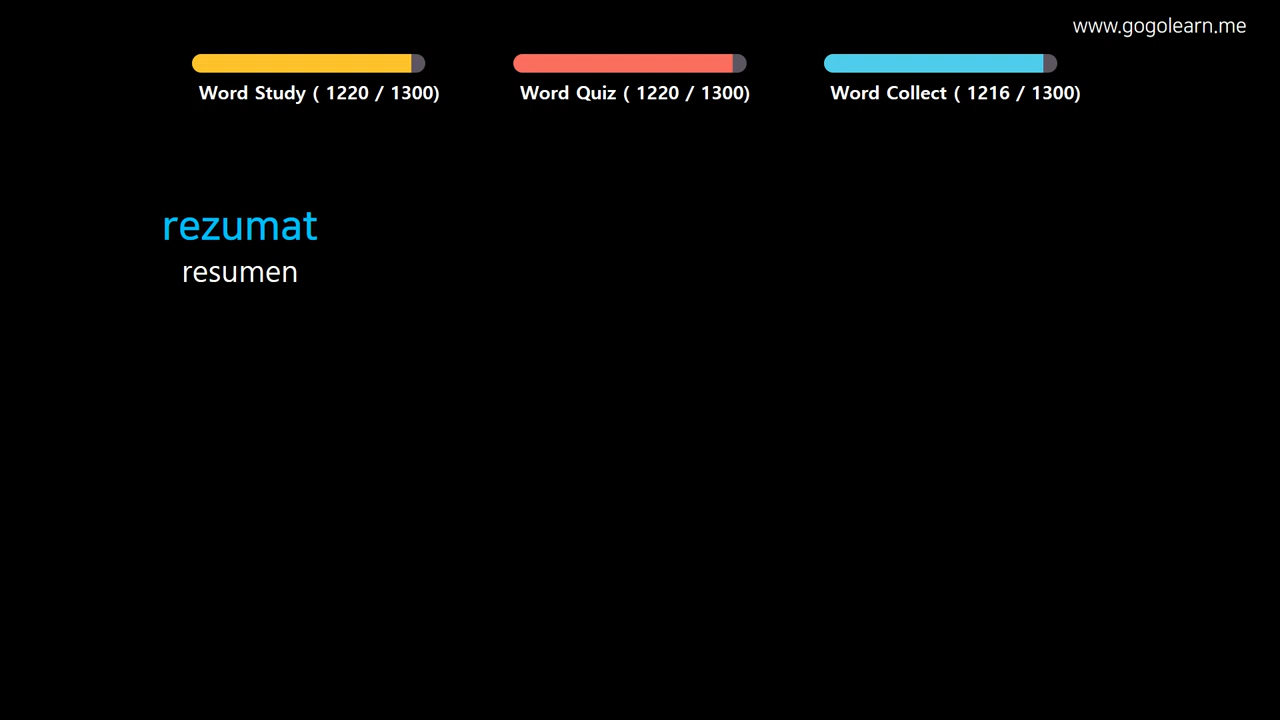 www.gogolearn.me
Word Study ( 1220 / 1300)
Word Quiz ( 1220 / 1300)
Word Collect ( 1216 / 1300)
rezumat
resumen